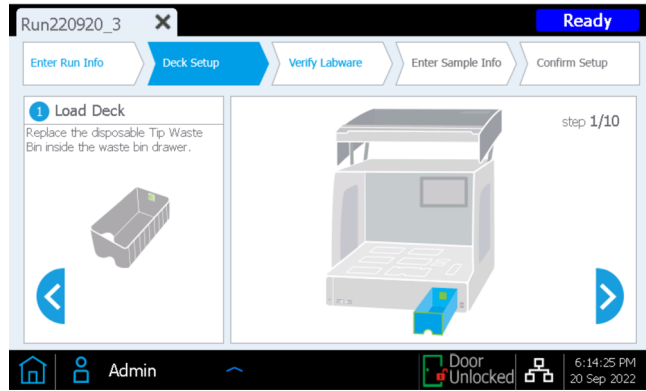 Run220920_3
Ready
Enter Run Info
Deck Setup
Verify Labware
Enter Sample Info
Confirm Setup
1 Load Deck
Replace the disposable Tip Waste
Bin inside the waste bin drawer.
step 1/10
Admin
Door
Unlocked
6:14:25 PM
20 Sep 2022